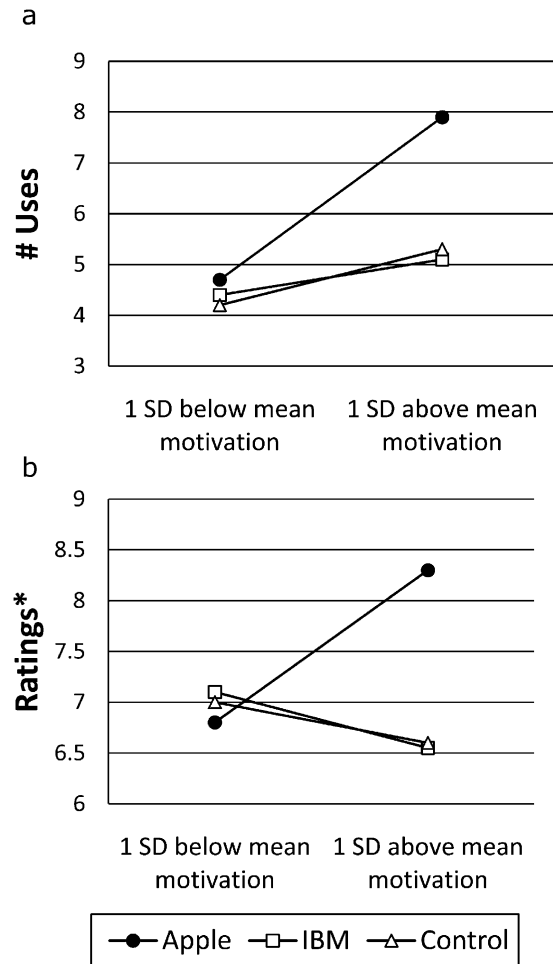 a
# Uses
9
8
7
6
5
4
3
1 SD below mean motivation
1 SD above mean motivation
b
Ratings*
9
8.5
8
7.5
7
6.5
6
1 SD below mean motivation
1 SD above mean motivation
Apple IBM Control